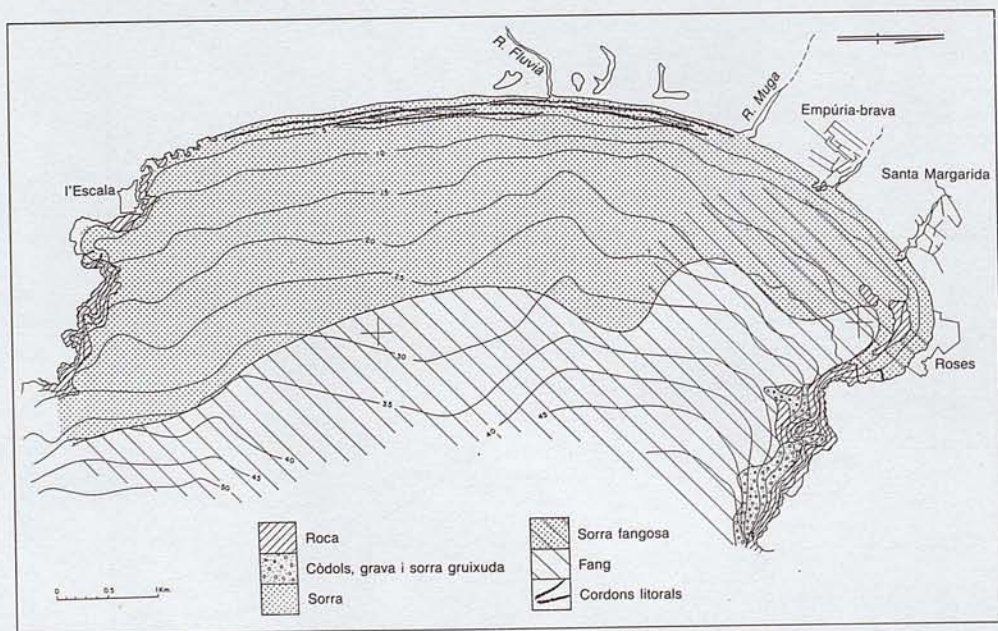 R. Fluvià
R. Muga
Empúria-brava
Santa Margarida
l'Escala
Roses
5
10
15
20
25
30
35
40
45
40
45
50
Roca
Còdols, grava i sorra gruixuda
Sorra
Sorra fangosa
Fang
Cordons litorals
0 0.5 1Km.